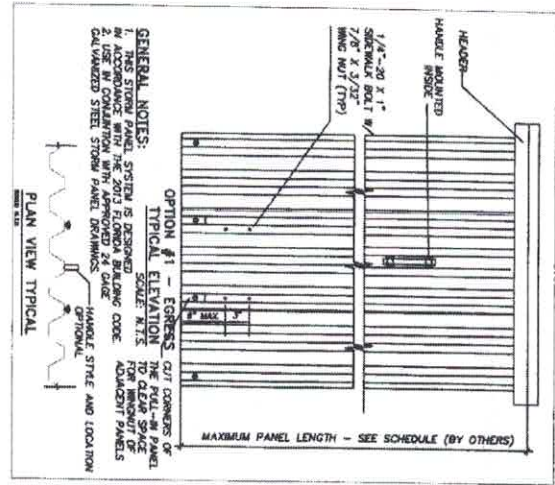 HEADER
HANDLE MOUNTED
INSIDE
1/4"-20 X 1"
SIDEWALK BOLT W/
7/8" X 3/32"
WING NUT (TYP)
MAXIMUM PANEL LENGTH - SEE SCHEDULE (BY OTHERS)
3"
MAX.
OPTION #1 - EGRESS
TYPICAL ELEVATION
SCALE: N.T.S.
CUT CORNERS OF
THE PULL-IN PANEL
TO CLEAR SPACE
FOR WINGNUT OF
ADJACENT PANELS
GENERAL NOTES:
1. THIS STORM PANEL SYSTEM IS DESIGNED
IN ACCORDANCE WITH THE 2013 FLORIDA BUILDING CODE.
2. USE IN CONJUNTION WITH APPROVED 24 GAGE
GALVANIZED STEEL STORM PANEL DRAWINGS.
HANDLE STYLE AND LOCATION
OPTIONAL
PLAN VIEW TYPICAL